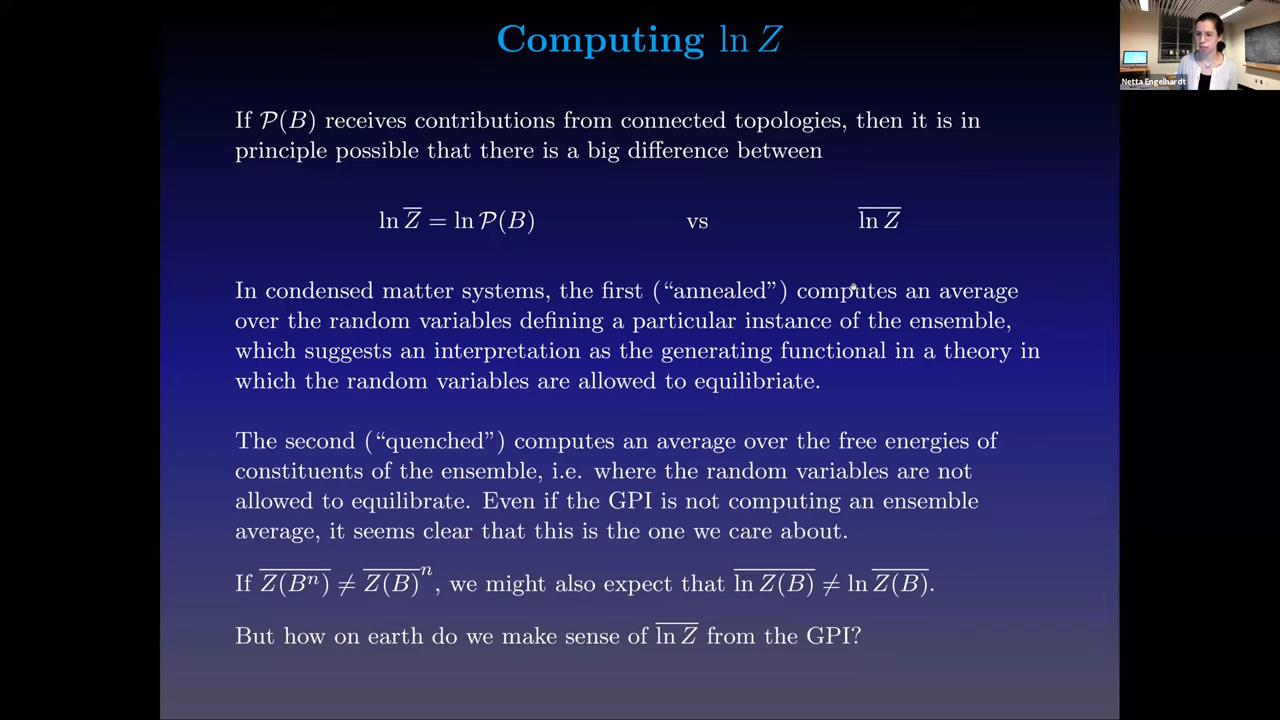 Computing ln Z
Netta Engelhardt
If 𝒫(B) receives contributions from connected topologies, then it is in
principle possible that there is a big difference between
ln Z̅ = ln 𝒫(B) vs \overline{ln Z}
In condensed matter systems, the first (“annealed”) computes an average
over the random variables defining a particular instance of the ensemble,
which suggests an interpretation as the generating functional in a theory in
which the random variables are allowed to equilibriate.
The second (“quenched”) computes an average over the free energies of
constituents of the ensemble, i.e. where the random variables are not
allowed to equilibrate. Even if the GPI is not computing an ensemble
average, it seems clear that this is the one we care about.
If \overline{Z(Bⁿ)} ≠ \overline{Z(B)}ⁿ, we might also expect that \overline{ln Z(B)} ≠ ln \overline{Z(B)}.
But how on earth do we make sense of \overline{ln Z} from the GPI?